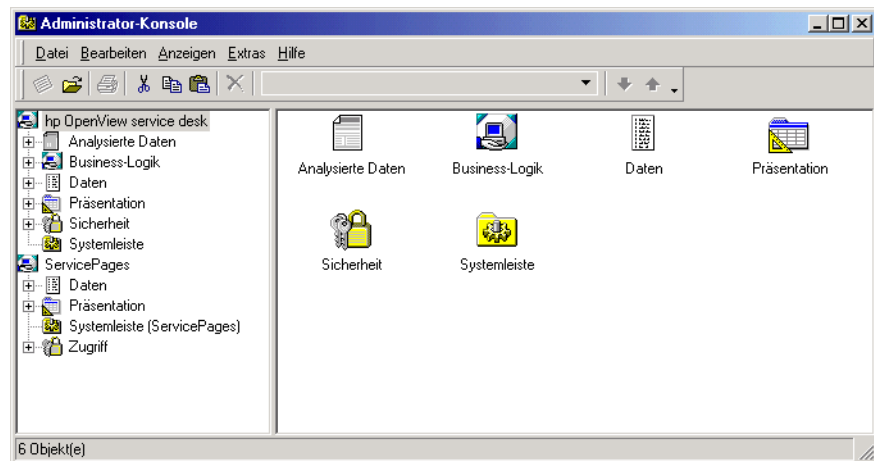 Administrator-Konsole
Datei Bearbeiten Anzeigen Extras Hilfe
hp OpenView service desk
Analysierte Daten
Business-Logik
Daten
Präsentation
Sicherheit
Systemleiste
ServicePages
Daten
Präsentation
Systemleiste (ServicePages)
Zugriff
Analysierte Daten Business-Logik Daten Präsentation
Sicherheit Systemleiste
6 Objekt(e)